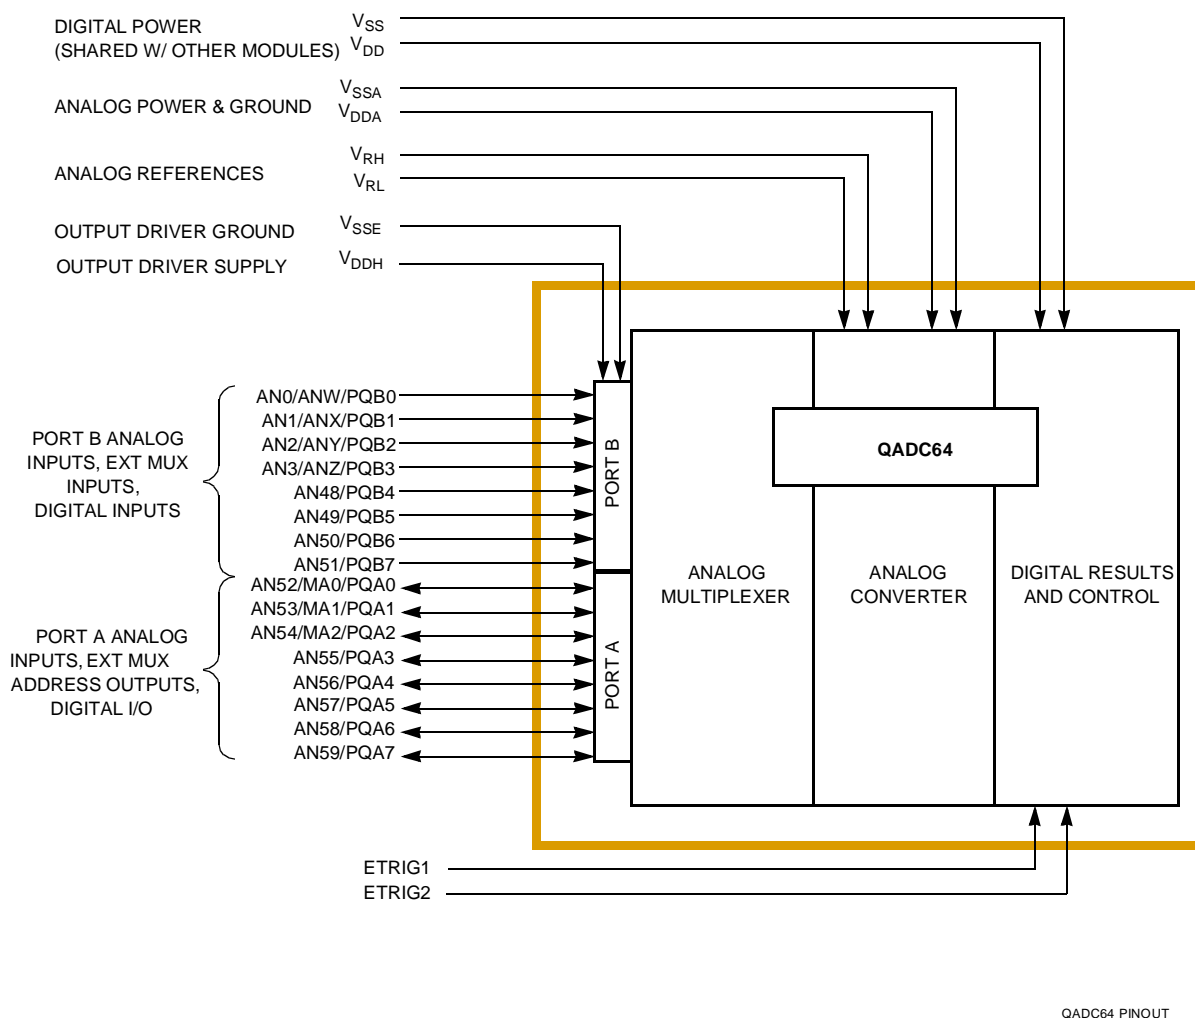 DIGITAL POWER
(SHARED W/ OTHER MODULES)
VSS
VDD
ANALOG POWER & GROUND
VSSA
VDDA
ANALOG REFERENCES
VRH
VRL
OUTPUT DRIVER GROUND
VSSE
OUTPUT DRIVER SUPPLY
VDDH
PORT B ANALOG
INPUTS, EXT MUX
INPUTS,
DIGITAL INPUTS
AN0/ANW/PQB0
AN1/ANX/PQB1
AN2/ANY/PQB2
AN3/ANZ/PQB3
AN48/PQB4
AN49/PQB5
AN50/PQB6
AN51/PQB7
PORT A ANALOG
INPUTS, EXT MUX
ADDRESS OUTPUTS,
DIGITAL I/O
AN52/MA0/PQA0
AN53/MA1/PQA1
AN54/MA2/PQA2
AN55/PQA3
AN56/PQA4
AN57/PQA5
AN58/PQA6
AN59/PQA7
PORT B
PORT A
QADC64
ANALOG
MULTIPLEXER
ANALOG
CONVERTER
DIGITAL RESULTS
AND CONTROL
ETRIG1
ETRIG2
QADC64 PINOUT